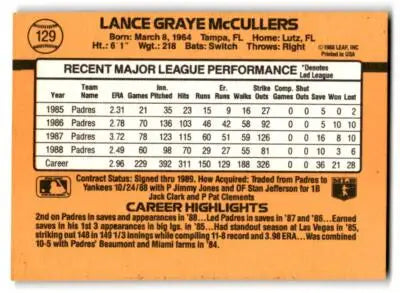 129
LANCE GRAYE McCULLERS
Born: March 8, 1964 Tampa, FL Home: Lutz, FL
Ht.: 6' 1" Wgt.: 218 Bats: Switch Throws: Right
© 1988 LEAF, INC.
Printed in USA
RECENT MAJOR LEAGUE PERFORMANCE *Denotes Led League
Year Team Name ERA Games Inn. Pitched Hits Runs Er. Runs Walks Strike Outs Comp. Games Shut Outs Save Won Lost
1985 Padres 2.31 21 35 23 15 9 16 27 0 0 5 0 2
1986 Padres 2.78 70 136 103 46 42 58 92 0 0 5 10 10
1987 Padres 3.72 78 123 115 60 51 59 126 0 0 16 8 10
1988 Padres 2.49 60 98 70 29 27 55 81 0 0 10 3 6
Career 2.96 229 392 311 150 129 188 326 0 0 36 21 28
Contract Status: Signed thru 1989. How Acquired: Traded from Padres to
Yankees 10/24/88 with P Jimmy Jones and OF Stan Jefferson for 1B
Jack Clark and P Pat Clements
CAREER HIGHLIGHTS
2nd on Padres in saves and appearances in '88...Led Padres in saves in '87 & '86...Earned
saves in his 1st 3 appearances in big lgs. in '85...Had standout season at Las Vegas in '85,
striking out 148 in 149 1/3 innings while compiling 11-8 record and 3.98 ERA...Was combined
10-5 with Padres' Beaumont and Miami farms in '84.